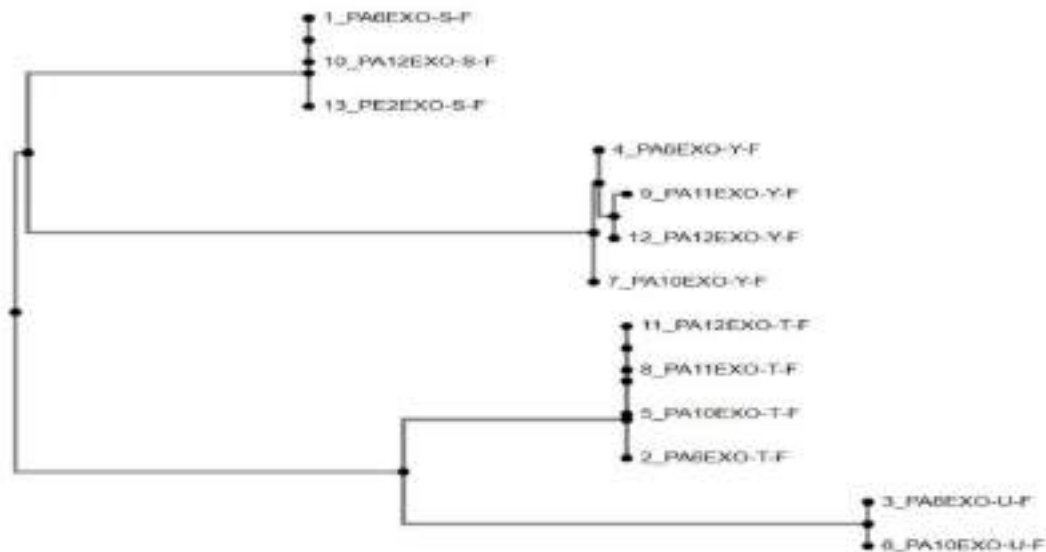 1_PA6EXO-S-F
10_PA12EXO-S-F
13_PE2EXO-S-F
4_PA6EXO-Y-F
9_PA11EXO-Y-F
12_PA12EXO-Y-F
7_PA10EXO-Y-F
11_PA12EXO-T-F
8_PA11EXO-T-F
5_PA10EXO-T-F
2_PA6EXO-T-F
3_PA6EXO-U-F
6_PA10EXO-U-F